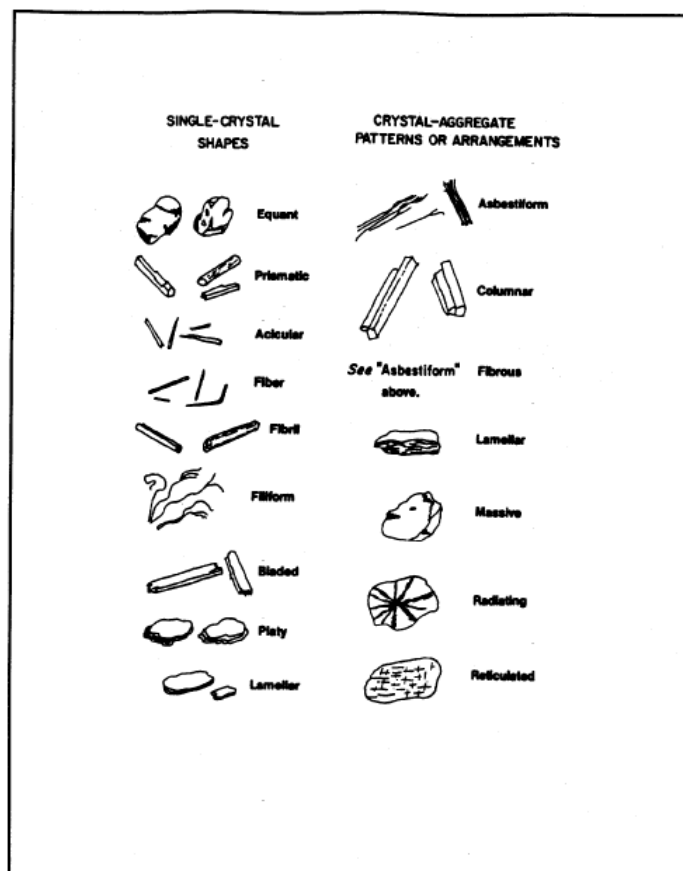 SINGLE-CRYSTAL
SHAPES
Equant
Prismatic
Acicular
Fiber
Fibril
Filiform
Bladed
Platy
Lamellar
CRYSTAL-AGGREGATE
PATTERNS OR ARRANGEMENTS
Asbestiform
Columnar
See "Asbestiform" Fibrous
above.
Lamellar
Massive
Radiating
Reticulated